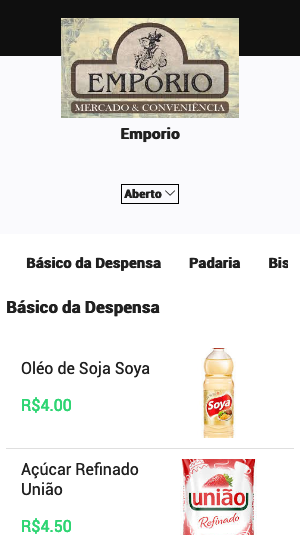 EMPÓRIO
MERCADO & CONVENIÊNCIA
Emporio
Aberto
Básico da Despensa Padaria Bis
Básico da Despensa
Oléo de Soja Soya
R$4.00
Soya
Açúcar Refinado
União
R$4.50
união
Refinado